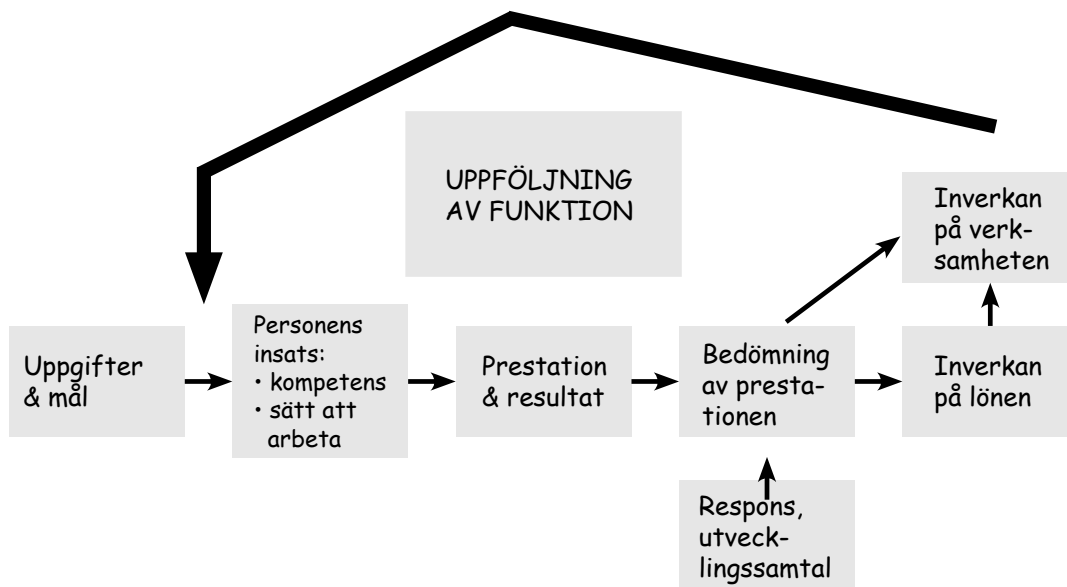 UPPFÖLJNING
AV FUNKTION
Uppgifter
& mål
Personens
insats:
• kompetens
• sätt att
arbeta
Prestation
& resultat
Bedömning
av presta-
tionen
Respons,
utveck-
lingssamtal
Inverkan
på lönen
Inverkan
på verk-
samheten